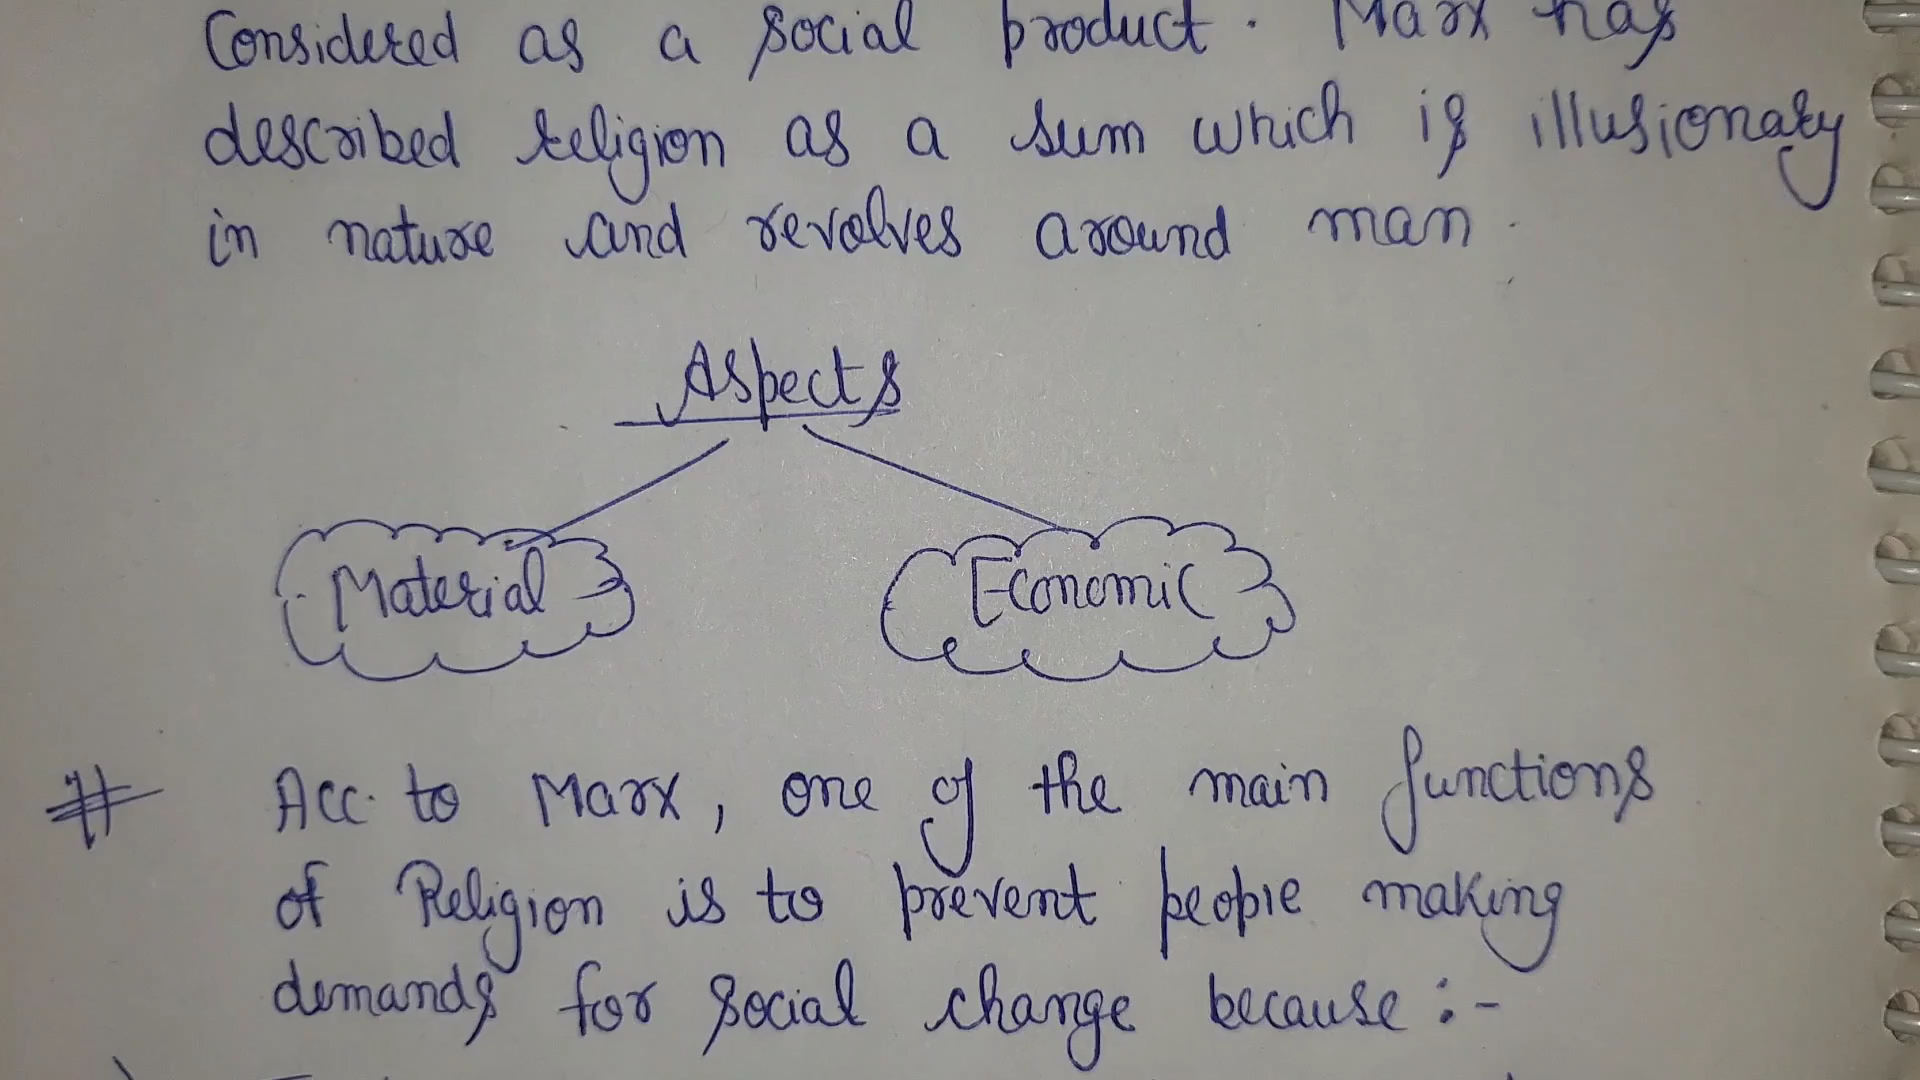 Considered as a social product. Marx has
described religion as a sum which is illusionary
in nature and revolves around man.
Aspects
Material
Economic
# Acc. to Marx, one of the main functions
of Religion is to prevent people making
demands for social change because :-